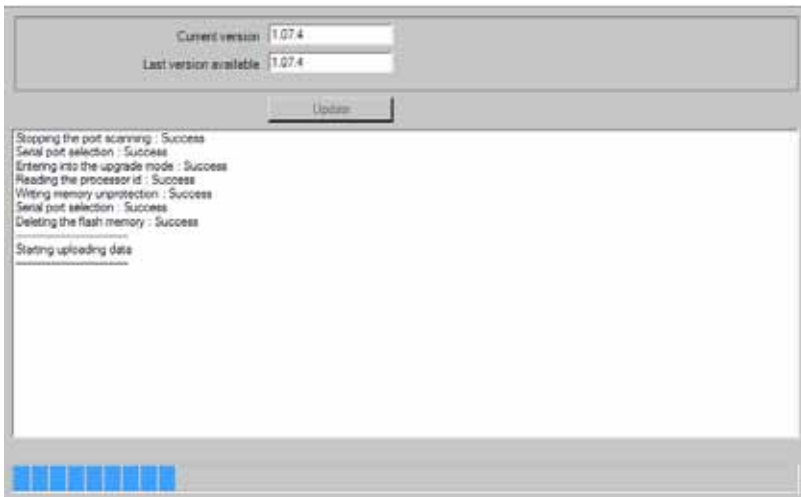 Current version 1.07.4
Last version available 1.07.4
Update
Stopping the port scanning : Success
Serial port selection : Success
Entering into the upgrade mode : Success
Reading the processor id : Success
Writing memory unprotection : Success
Serial port selection : Success
Deleting the flash memory : Success
Starting uploading data